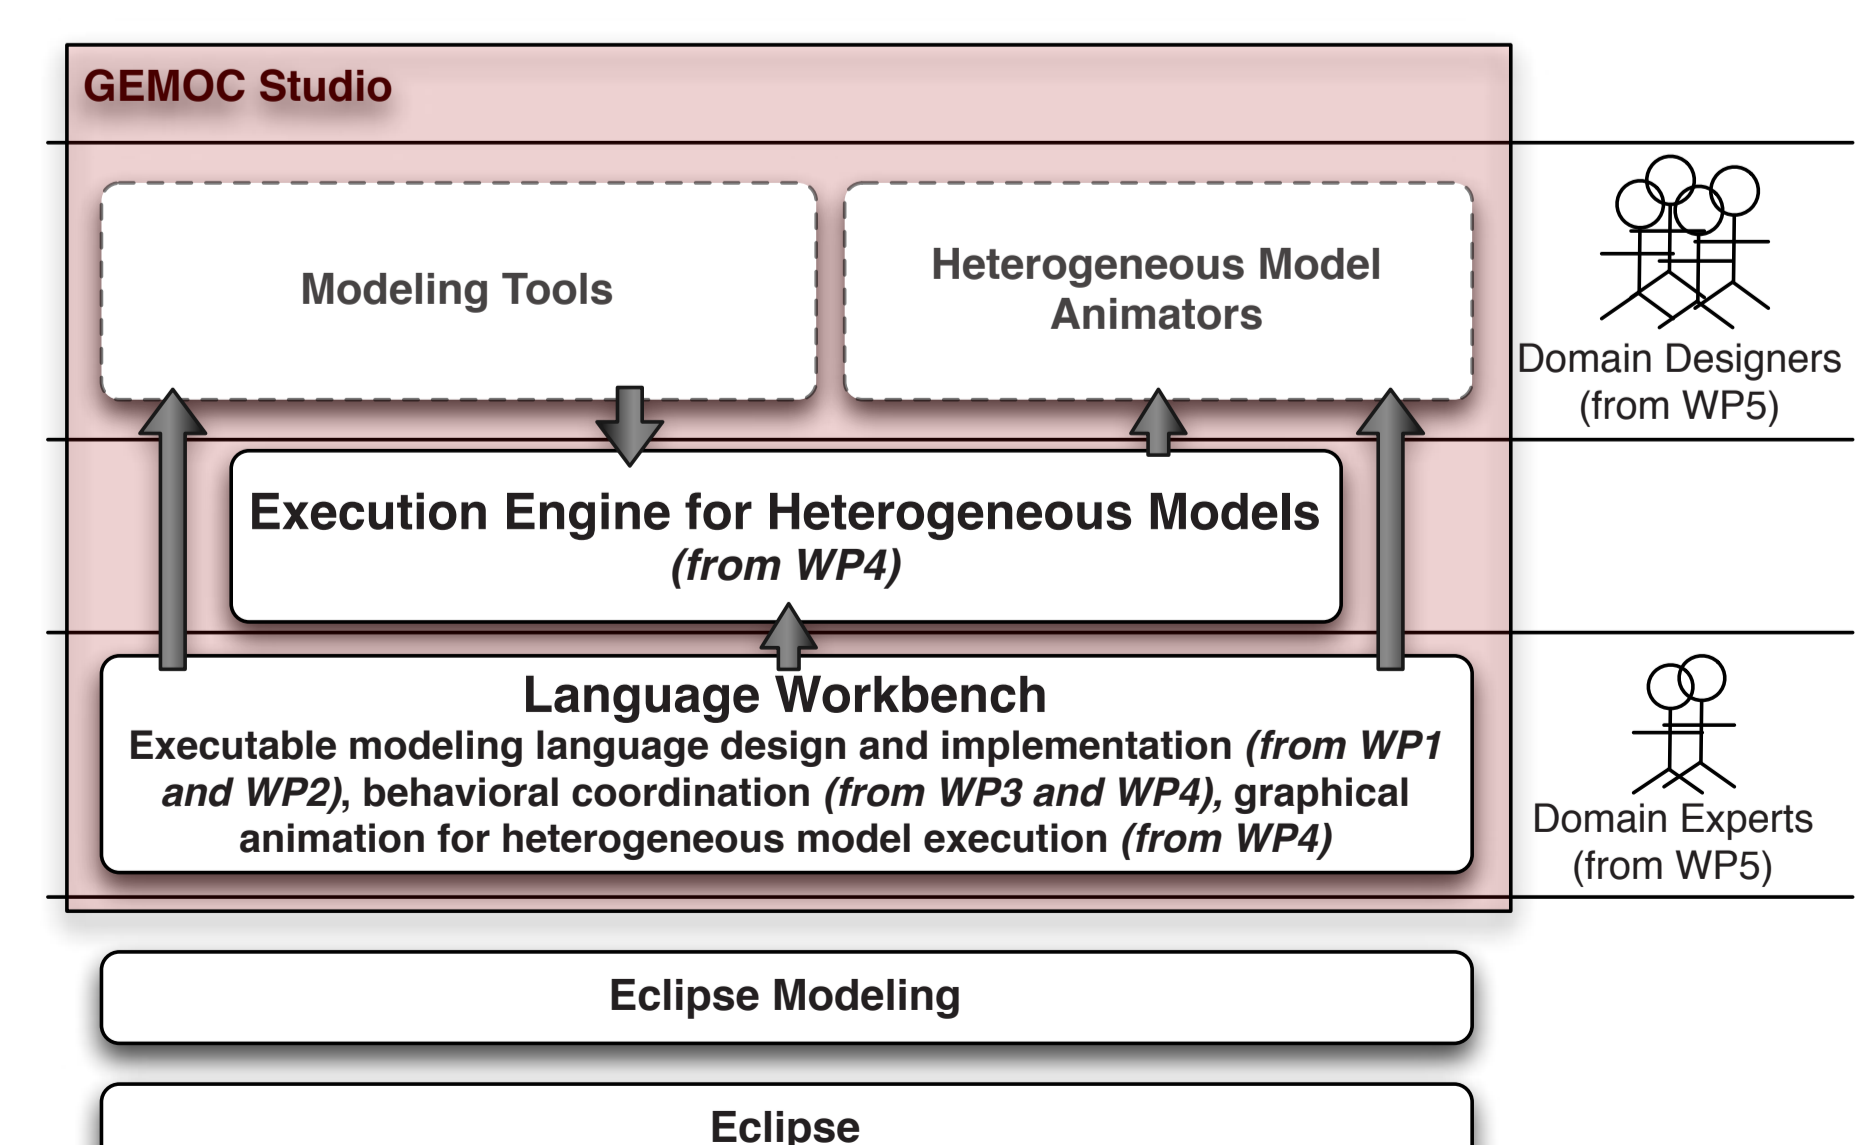 GEMOC Studio
Modeling Tools
Heterogeneous Model
Animators
Domain Designers
(from WP5)
Execution Engine for Heterogeneous Models
(from WP4)
Language Workbench
Executable modeling language design and implementation (from WP1
and WP2), behavioral coordination (from WP3 and WP4), graphical
animation for heterogeneous model execution (from WP4)
Domain Experts
(from WP5)
Eclipse Modeling
Eclipse